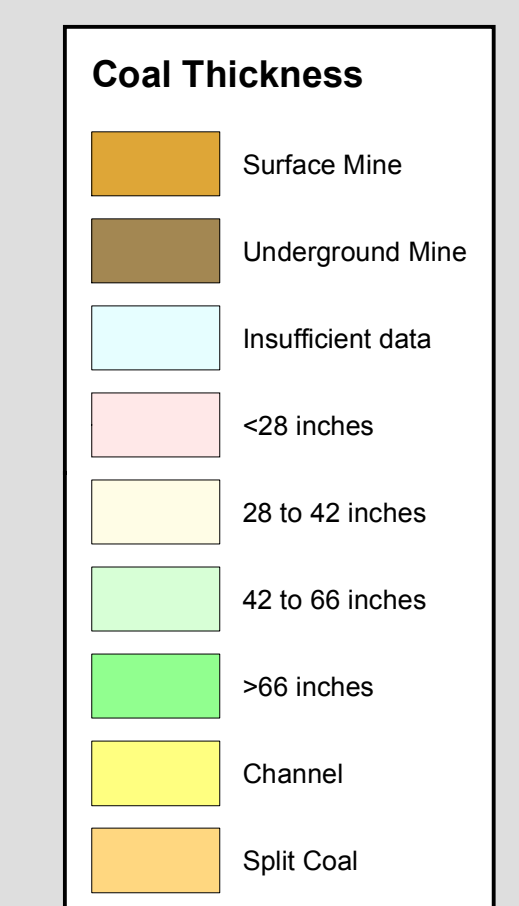 Coal Thickness
Surface Mine
Underground Mine
Insufficient data
<28 inches
28 to 42 inches
42 to 66 inches
>66 inches
Channel
Split Coal